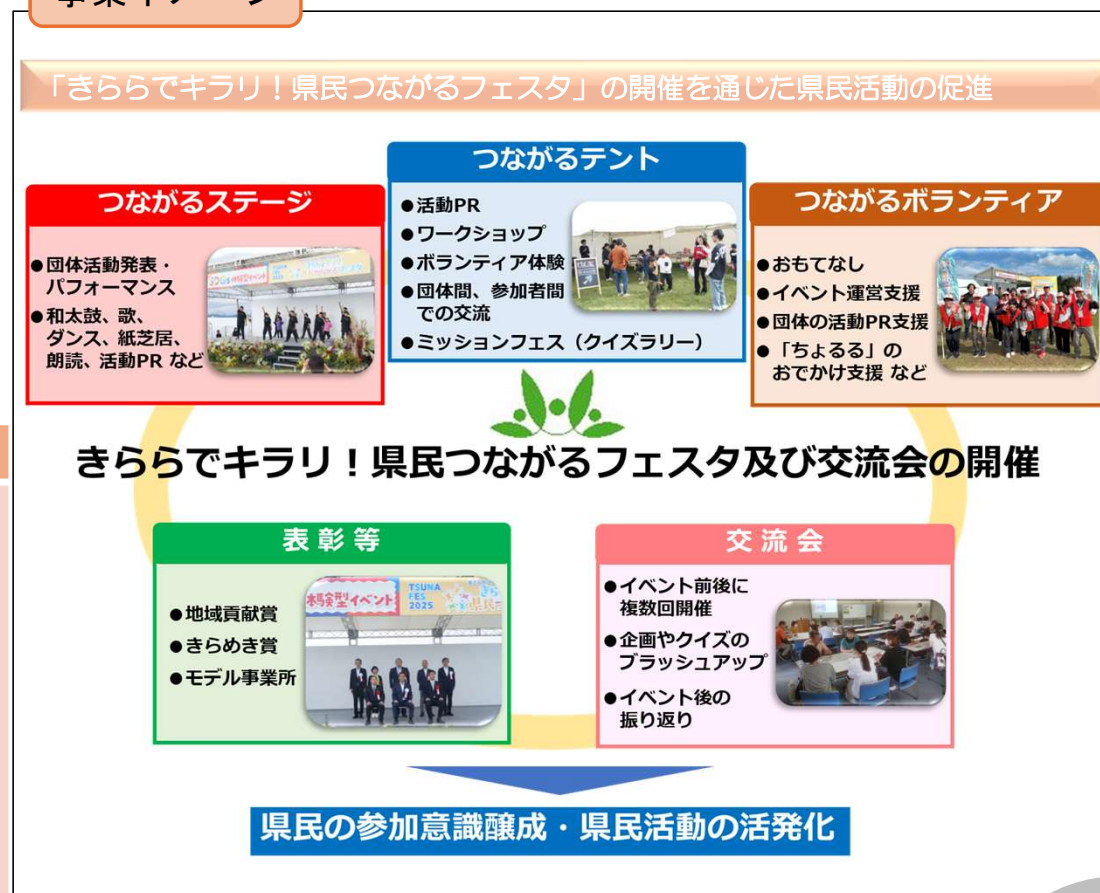 事業イメージ
「きららでキラリ！県民つながるフェスタ」の開催を通じた県民活動の促進
つながるステージ
●団体活動発表・
パフォーマンス
●和太鼓、歌、
ダンス、紙芝居、
朗読、活動PR など
つながるテント
●活動PR
●ワークショップ
●ボランティア体験
●団体間、参加者間
での交流
●ミッションフェス（クイズラリー）
つながるボランティア
●おもてなし
●イベント運営支援
●団体の活動PR支援
●「ちょるる」の
おでかけ支援 など
きららでキラリ！県民つながるフェスタ及び交流会の開催
表彰等
●地域貢献賞
●きらめき賞
●モデル事業所
体験型イベント
TSUNA
FES
2025
交流会
●イベント前後に
複数回開催
●企画やクイズの
ブラッシュアップ
●イベント後の
振り返り
県民の参加意識醸成・県民活動の活発化